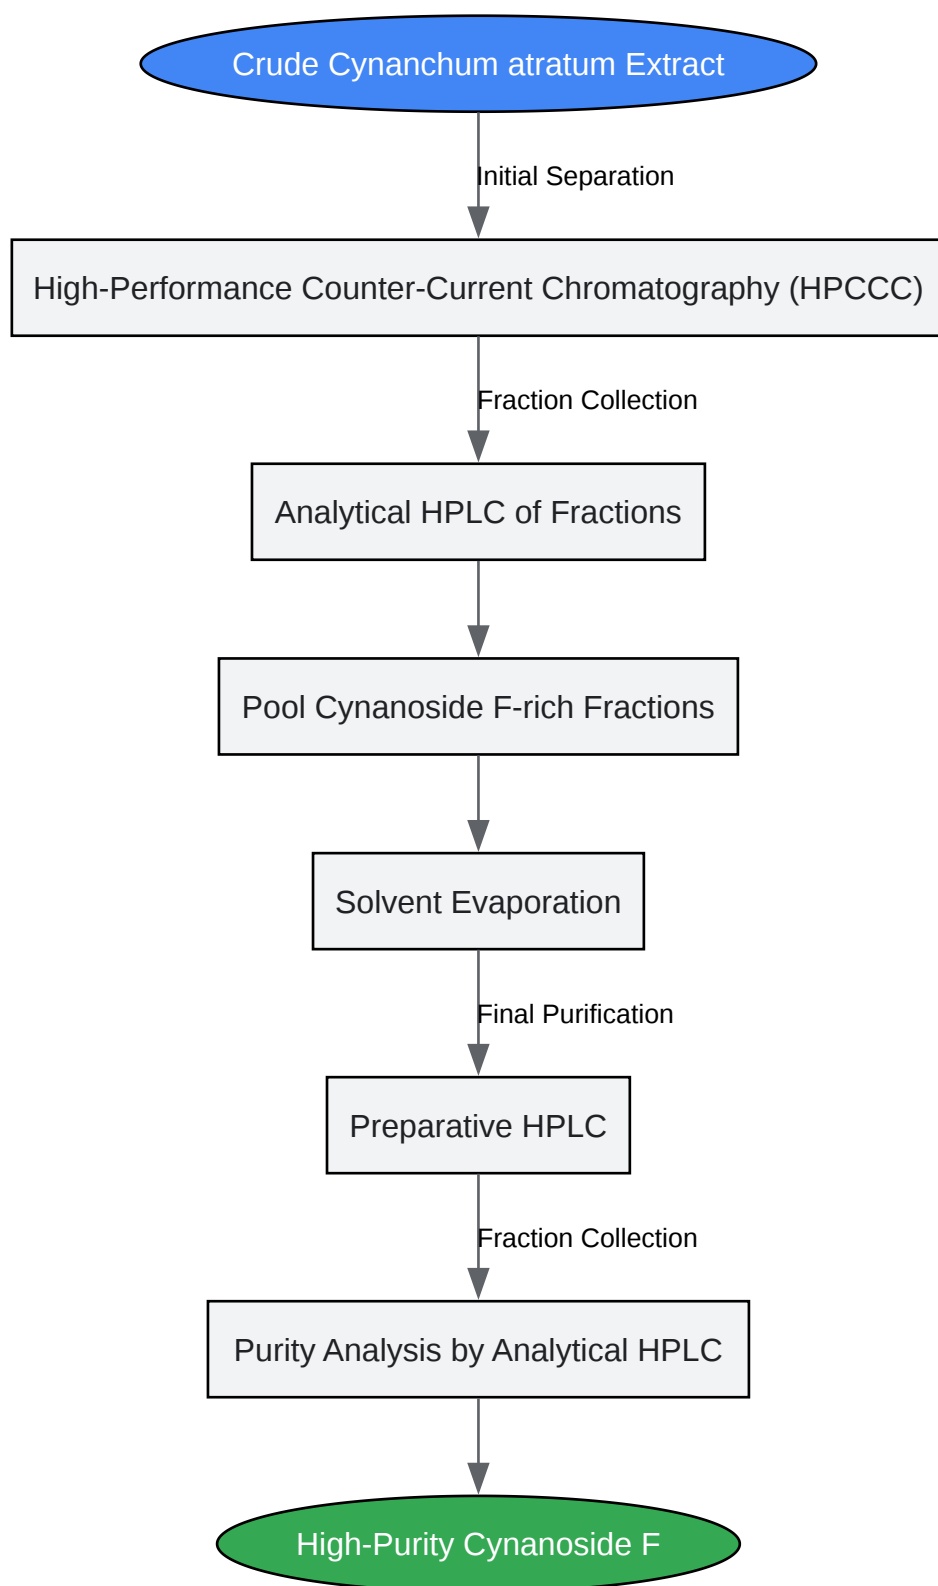 Crude Cynanchum atratum Extract
Initial Separation
High-Performance Counter-Current Chromatography (HPCCC)
Fraction Collection
Analytical HPLC of Fractions
Pool Cynanoside F-rich Fractions
Solvent Evaporation
Final Purification
Preparative HPLC
Fraction Collection
Purity Analysis by Analytical HPLC
High-Purity Cynanoside F